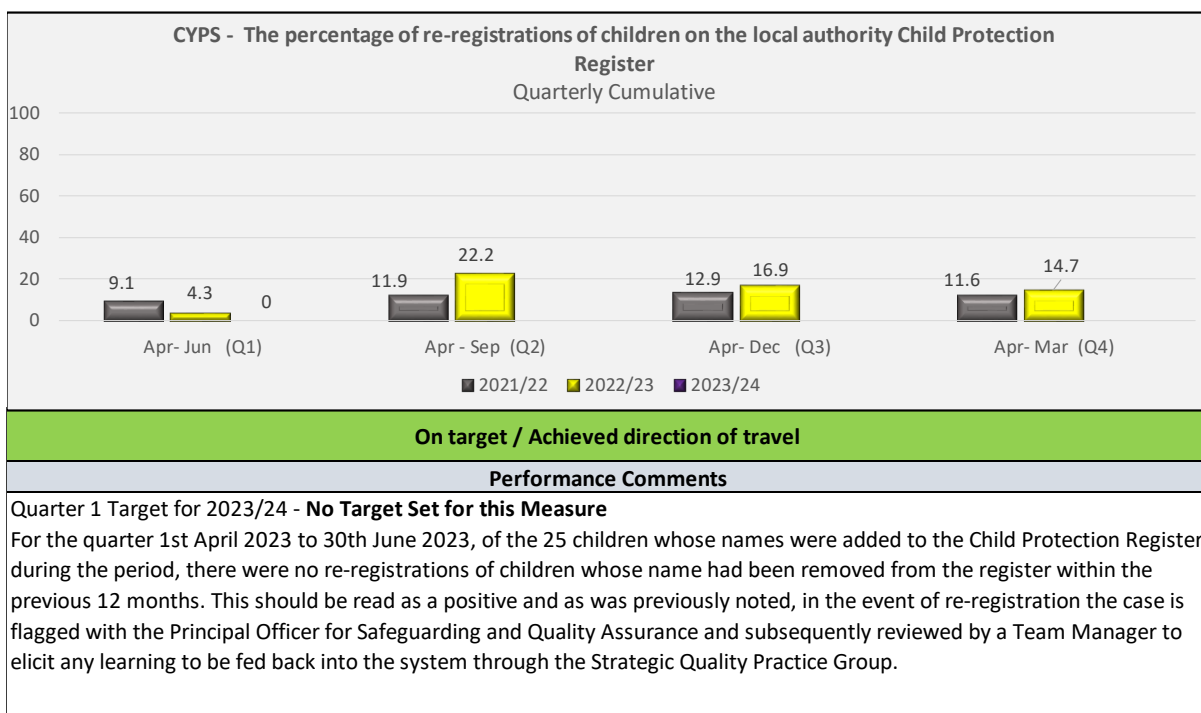 CYPS - The percentage of re-registrations of children on the local authority Child Protection
Register
Quarterly Cumulative
100
80
60
40
20
0
9.1
4.3
0
11.9
22.2
12.9
16.9
11.6
14.7
Apr- Jun (Q1)
Apr - Sep (Q2)
Apr- Dec (Q3)
Apr- Mar (Q4)
2021/22
2022/23
2023/24
On target / Achieved direction of travel
Performance Comments
Quarter 1 Target for 2023/24 - No Target Set for this Measure
For the quarter 1st April 2023 to 30th June 2023, of the 25 children whose names were added to the Child Protection Register
during the period, there were no re-registrations of children whose name had been removed from the register within the
previous 12 months. This should be read as a positive and as was previously noted, in the event of re-registration the case is
flagged with the Principal Officer for Safeguarding and Quality Assurance and subsequently reviewed by a Team Manager to
elicit any learning to be fed back into the system through the Strategic Quality Practice Group.